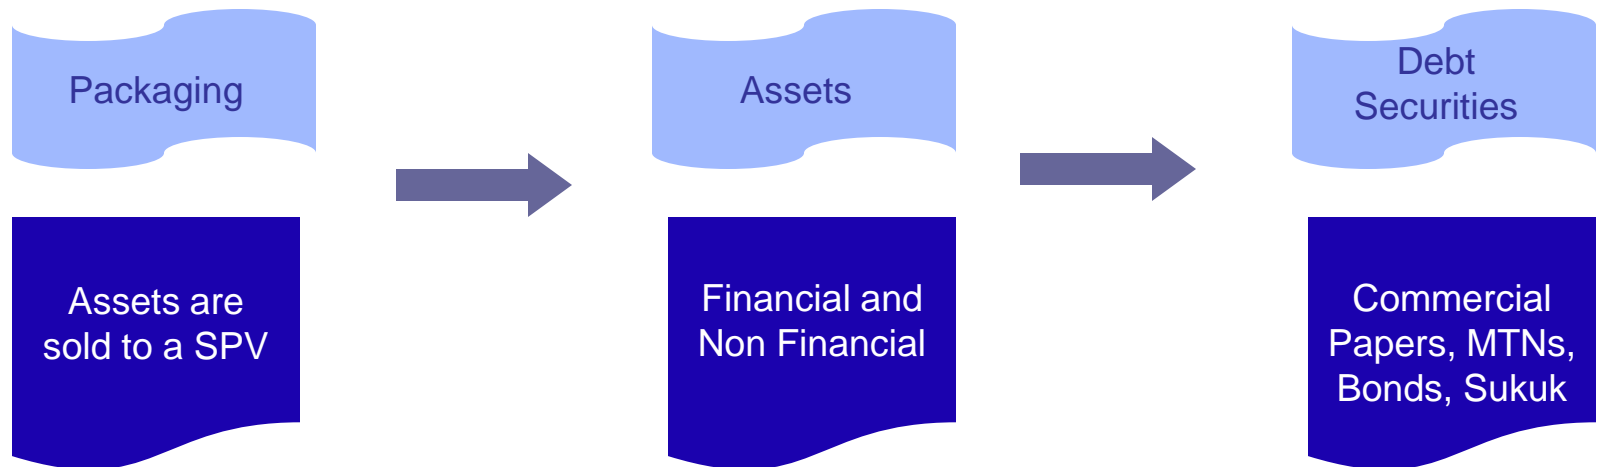 Packaging
Assets
Debt
Securities
Assets are
sold to a SPV
Financial and
Non Financial
Commercial
Papers, MTNs,
Bonds, Sukuk